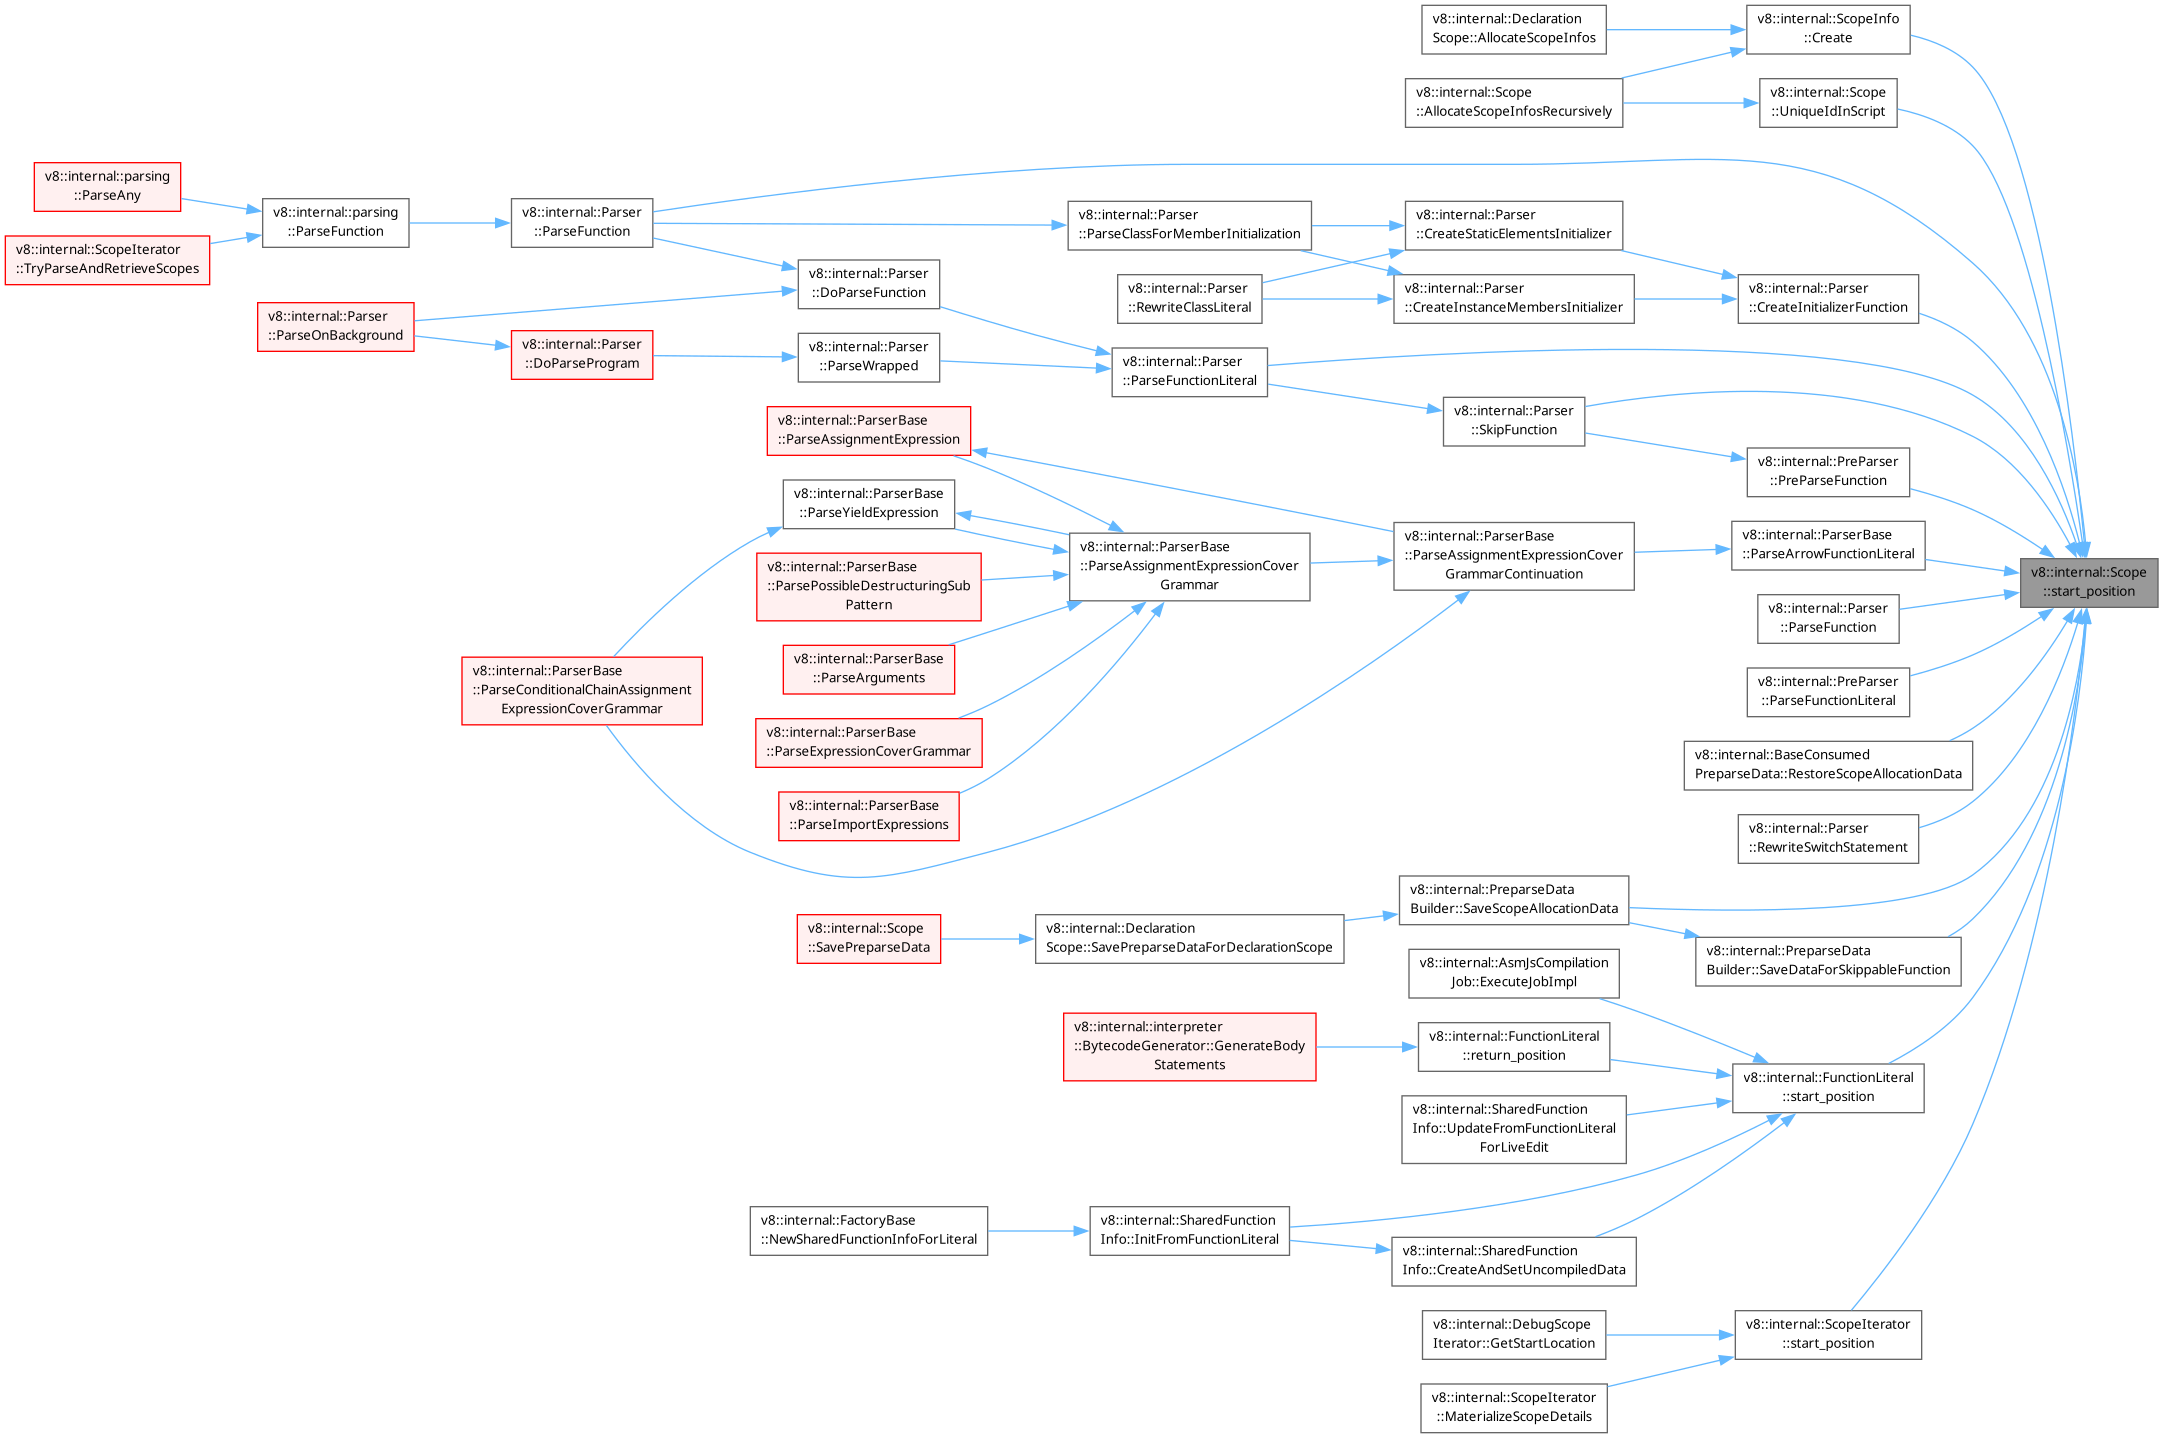 v8::internal::Declaration
Scope::AllocateScopeInfos
v8::internal::ScopeInfo
::Create
v8::internal::Scope
::AllocateScopeInfosRecursively
v8::internal::Scope
::UniqueIdInScript
v8::internal::parsing
::ParseAny
v8::internal::ScopeIterator
::TryParseAndRetrieveScopes
v8::internal::parsing
::ParseFunction
v8::internal::Parser
::ParseFunction
v8::internal::Parser
::ParseClassForMemberInitialization
v8::internal::Parser
::CreateStaticElementsInitializer
v8::internal::Parser
::DoParseFunction
v8::internal::Parser
::RewriteClassLiteral
v8::internal::Parser
::CreateInstanceMembersInitializer
v8::internal::Parser
::CreateInitializerFunction
v8::internal::Parser
::ParseOnBackground
v8::internal::Parser
::DoParseProgram
v8::internal::Parser
::ParseWrapped
v8::internal::Parser
::ParseFunctionLiteral
v8::internal::Parser
::SkipFunction
v8::internal::ParserBase
::ParseAssignmentExpression
v8::internal::PreParser
::PreParseFunction
v8::internal::ParserBase
::ParseYieldExpression
v8::internal::ParserBase
::ParseAssignmentExpressionCover
Grammar
v8::internal::ParserBase
::ParseAssignmentExpressionCover
GrammarContinuation
v8::internal::ParserBase
::ParseArrowFunctionLiteral
v8::internal::Scope
::start_position
v8::internal::ParserBase
::ParsePossibleDestructuringSub
Pattern
v8::internal::Parser
::ParseFunction
v8::internal::ParserBase
::ParseArguments
v8::internal::ParserBase
::ParseConditionalChainAssignment
ExpressionCoverGrammar
v8::internal::PreParser
::ParseFunctionLiteral
v8::internal::ParserBase
::ParseExpressionCoverGrammar
v8::internal::BaseConsumed
PreparseData::RestoreScopeAllocationData
v8::internal::ParserBase
::ParseImportExpressions
v8::internal::Parser
::RewriteSwitchStatement
v8::internal::Scope
::SavePreparseData
v8::internal::Declaration
Scope::SavePreparseDataForDeclarationScope
v8::internal::PreparseData
Builder::SaveScopeAllocationData
v8::internal::PreparseData
Builder::SaveDataForSkippableFunction
v8::internal::AsmJsCompilation
Job::ExecuteJobImpl
v8::internal::interpreter
::BytecodeGenerator::GenerateBody
Statements
v8::internal::FunctionLiteral
::return_position
v8::internal::FunctionLiteral
::start_position
v8::internal::SharedFunction
Info::UpdateFromFunctionLiteral
ForLiveEdit
v8::internal::FactoryBase
::NewSharedFunctionInfoForLiteral
v8::internal::SharedFunction
Info::InitFromFunctionLiteral
v8::internal::SharedFunction
Info::CreateAndSetUncompiledData
v8::internal::DebugScope
Iterator::GetStartLocation
v8::internal::ScopeIterator
::start_position
v8::internal::ScopeIterator
::MaterializeScopeDetails